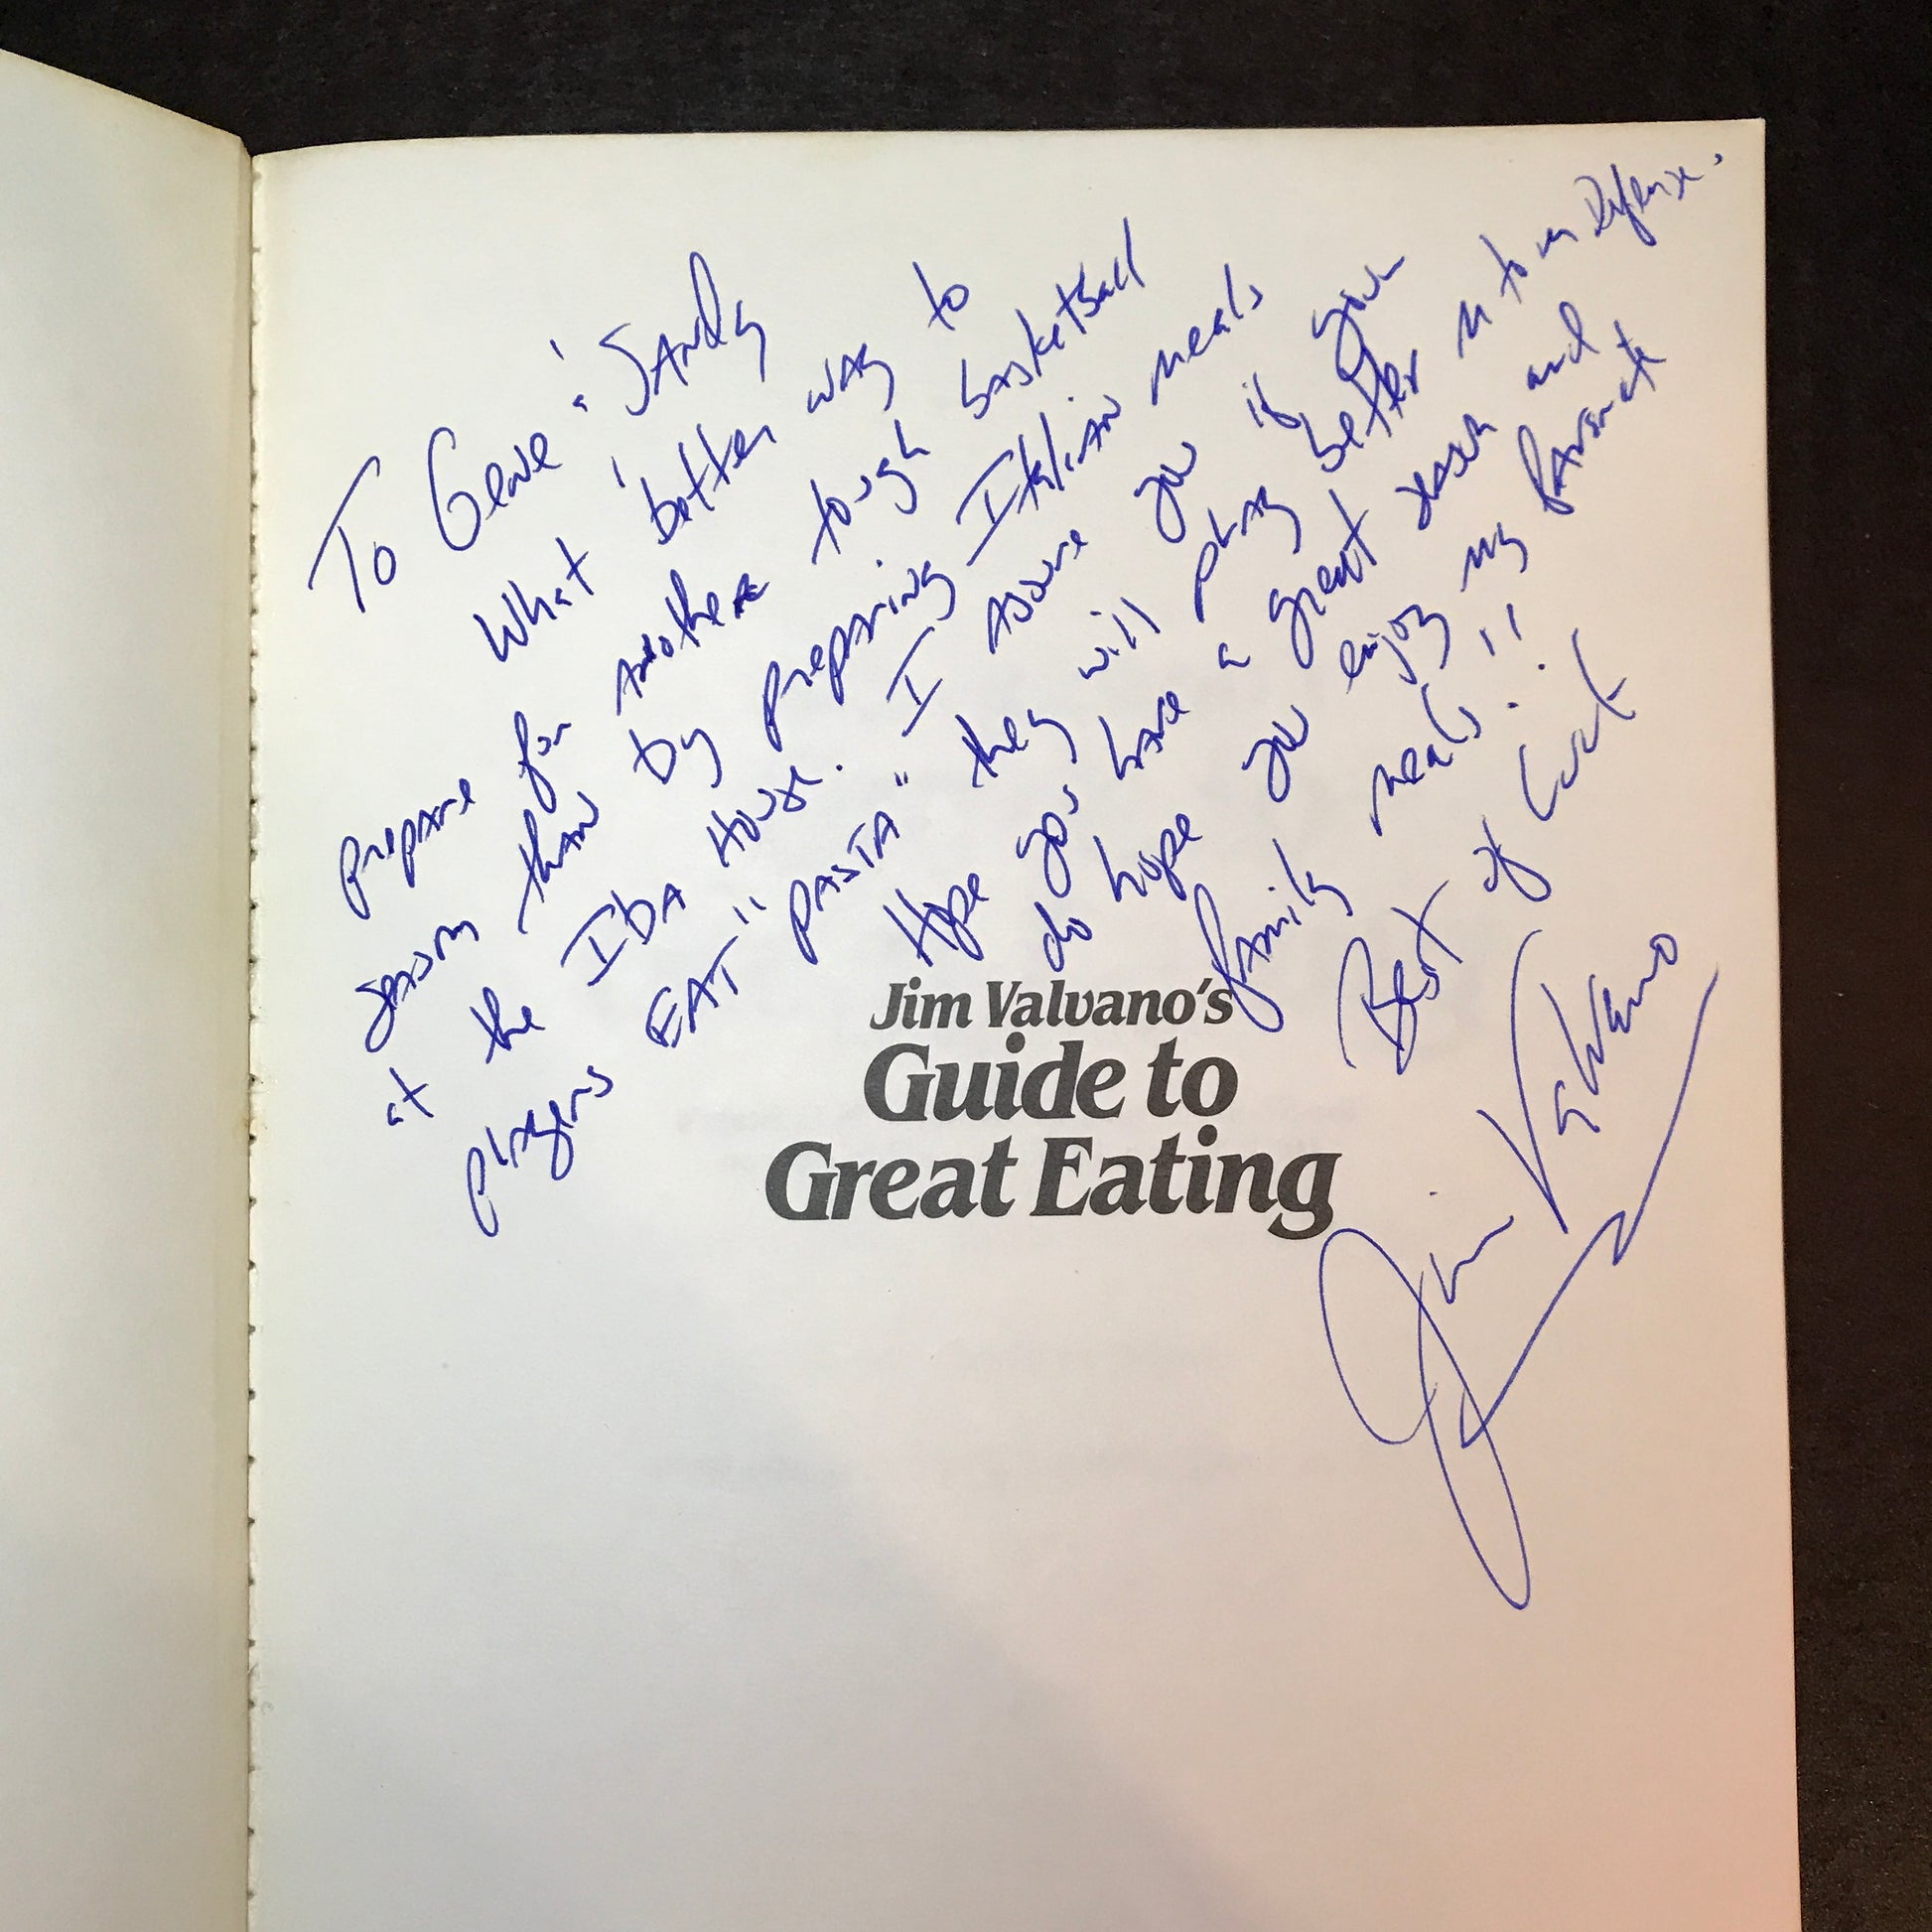 To Gene & Sandy
What better way to
prepare for another tough basketball
season than by preparing Italian meals
at the IBA House. I assure you if your
players EAT "PASTA" they will play better man to man Defense.
Hope you have a great season and
do hope you enjoy my favorite
family meals!!!
Best of Luck
Jim Valvano
Jim Valvano's
Guide to
Great Eating